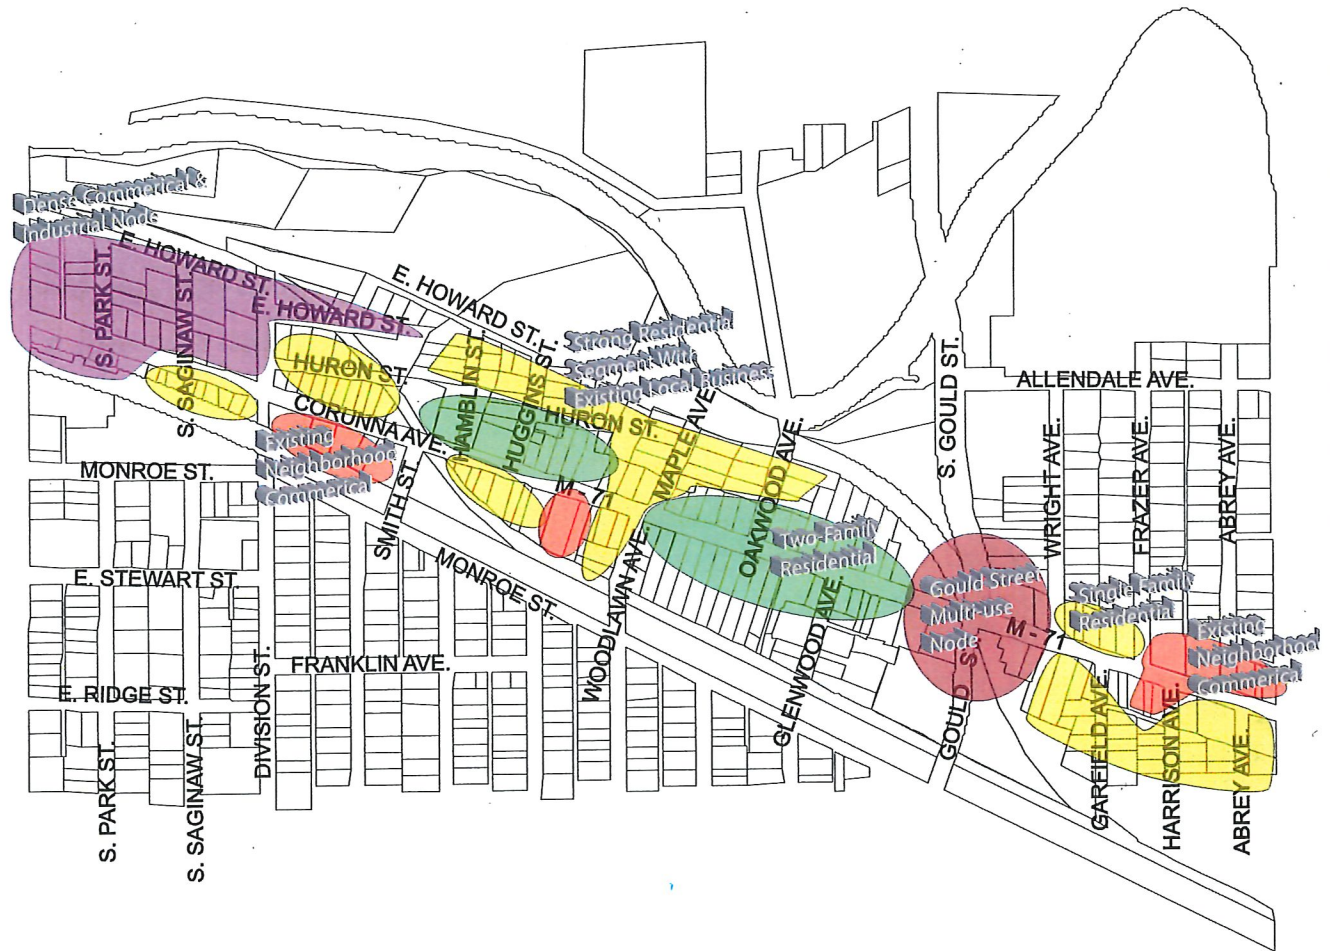 Dense Commerical &
Industrial Node
E. HOWARD ST.
E. HOWARD ST.
E. HOWARD ST.
S. PARK ST.
S. SAGINAW ST.
HURON ST.
CORUNNA AVE.
Existing
Neighborhood
Commerical
HAMBLIN ST.
HUGGINS ST.
Strong Residential
Segment With
Existing Local Business
HURON ST.
MAPLE AVE.
M - 71
SMITH ST.
MONROE ST.
MONROE ST.
E. STEWART ST.
FRANKLIN AVE.
E. RIDGE ST.
DIVISION ST.
S. PARK ST.
S. SAGINAW ST.
WOODLAWN AVE.
OAKWOOD AVE.
Two-Family
Residential
GLENWOOD AVE.
S. GOULD ST.
Gould Street
Multi-use
Node
GOULD S
M - 71
ALLENDALE AVE.
WRIGHT AVE.
FRAZER AVE.
ABREY AVE.
Single Family
Residential
Existing
Neighborhood
Commerical
GARFIELD AVE.
HARRISON AVE.
ABREY AVE.